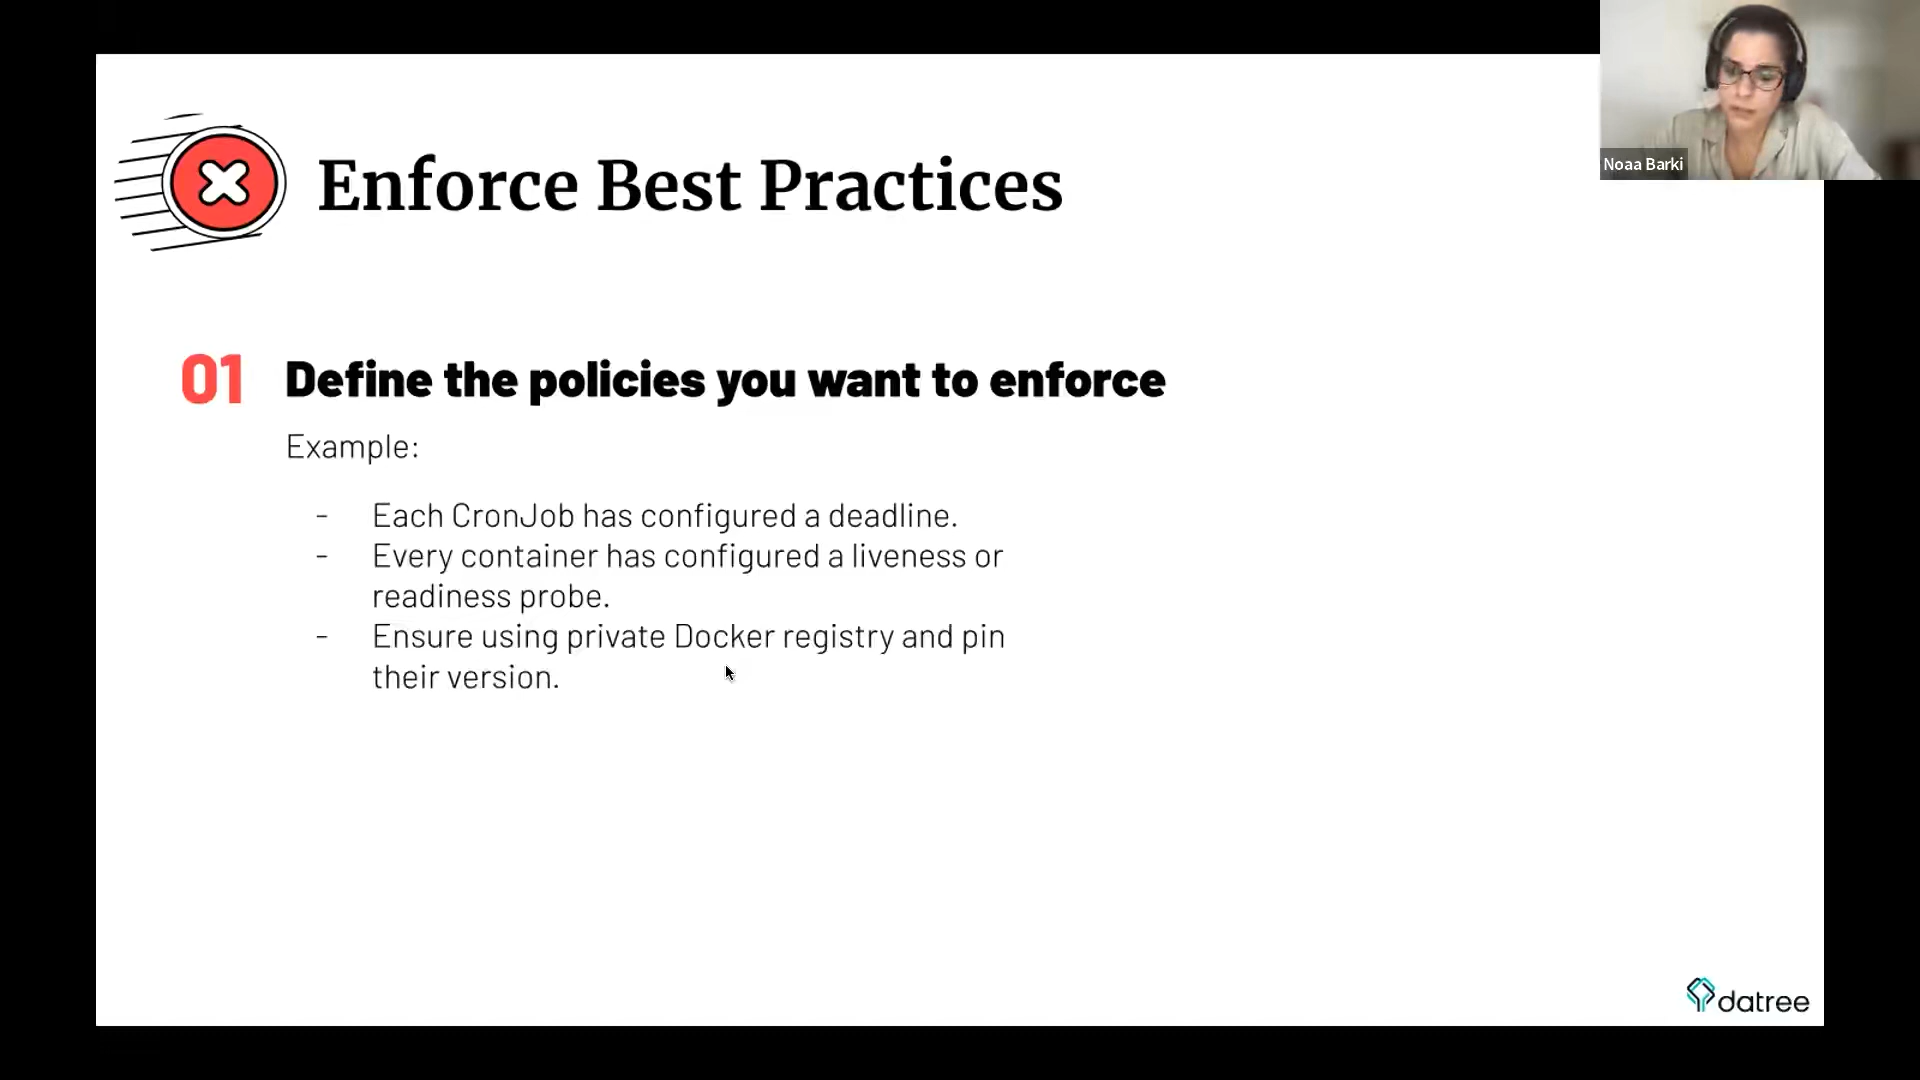 Noaa Barki
Enforce Best Practices
01 Define the policies you want to enforce
Example:
- Each CronJob has configured a deadline.
- Every container has configured a liveness or
readiness probe.
- Ensure using private Docker registry and pin
their version.
datree